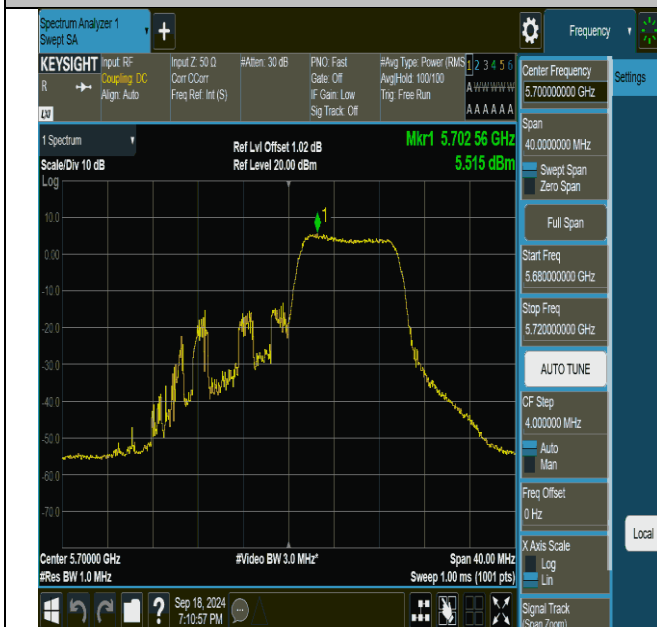 Spectrum Analyzer 1
Swept SA
Frequency
KEYSIGHT
R
LXI
Input: RF
Coupling: DC
Align: Auto
Input Z: 50 Ω
Corr CCorr
Freq Ref: Int (S)
#Atten: 30 dB
PNO: Fast
Gate: Off
IF Gain: Low
Sig Track: Off
#Avg Type: Power (RMS
Avg|Hold: 100/100
Trig: Free Run
1 2 3 4 5 6
A W W W W W
A A A A A A
1 Spectrum
Scale/Div 10 dB
Log
Ref Lvl Offset 1.02 dB
Ref Level 20.00 dBm
Mkr1 5.702 56 GHz
5.515 dBm
1
10.0
0.00
-10.0
-20.0
-30.0
-40.0
-50.0
-60.0
-70.0
Center 5.70000 GHz
#Res BW 1.0 MHz
#Video BW 3.0 MHz*
Span 40.00 MHz
Sweep 1.00 ms (1001 pts)
Sep 18, 2024
7:10:57 PM
Center Frequency
5.700000000 GHz
Span
40.0000000 MHz
Swept Span
Zero Span
Full Span
Start Freq
5.680000000 GHz
Stop Freq
5.720000000 GHz
AUTO TUNE
CF Step
4.000000 MHz
Auto
Man
Freq Offset
0 Hz
X Axis Scale
Log
Lin
Signal Track
(Span Zoom)
Settings
Local